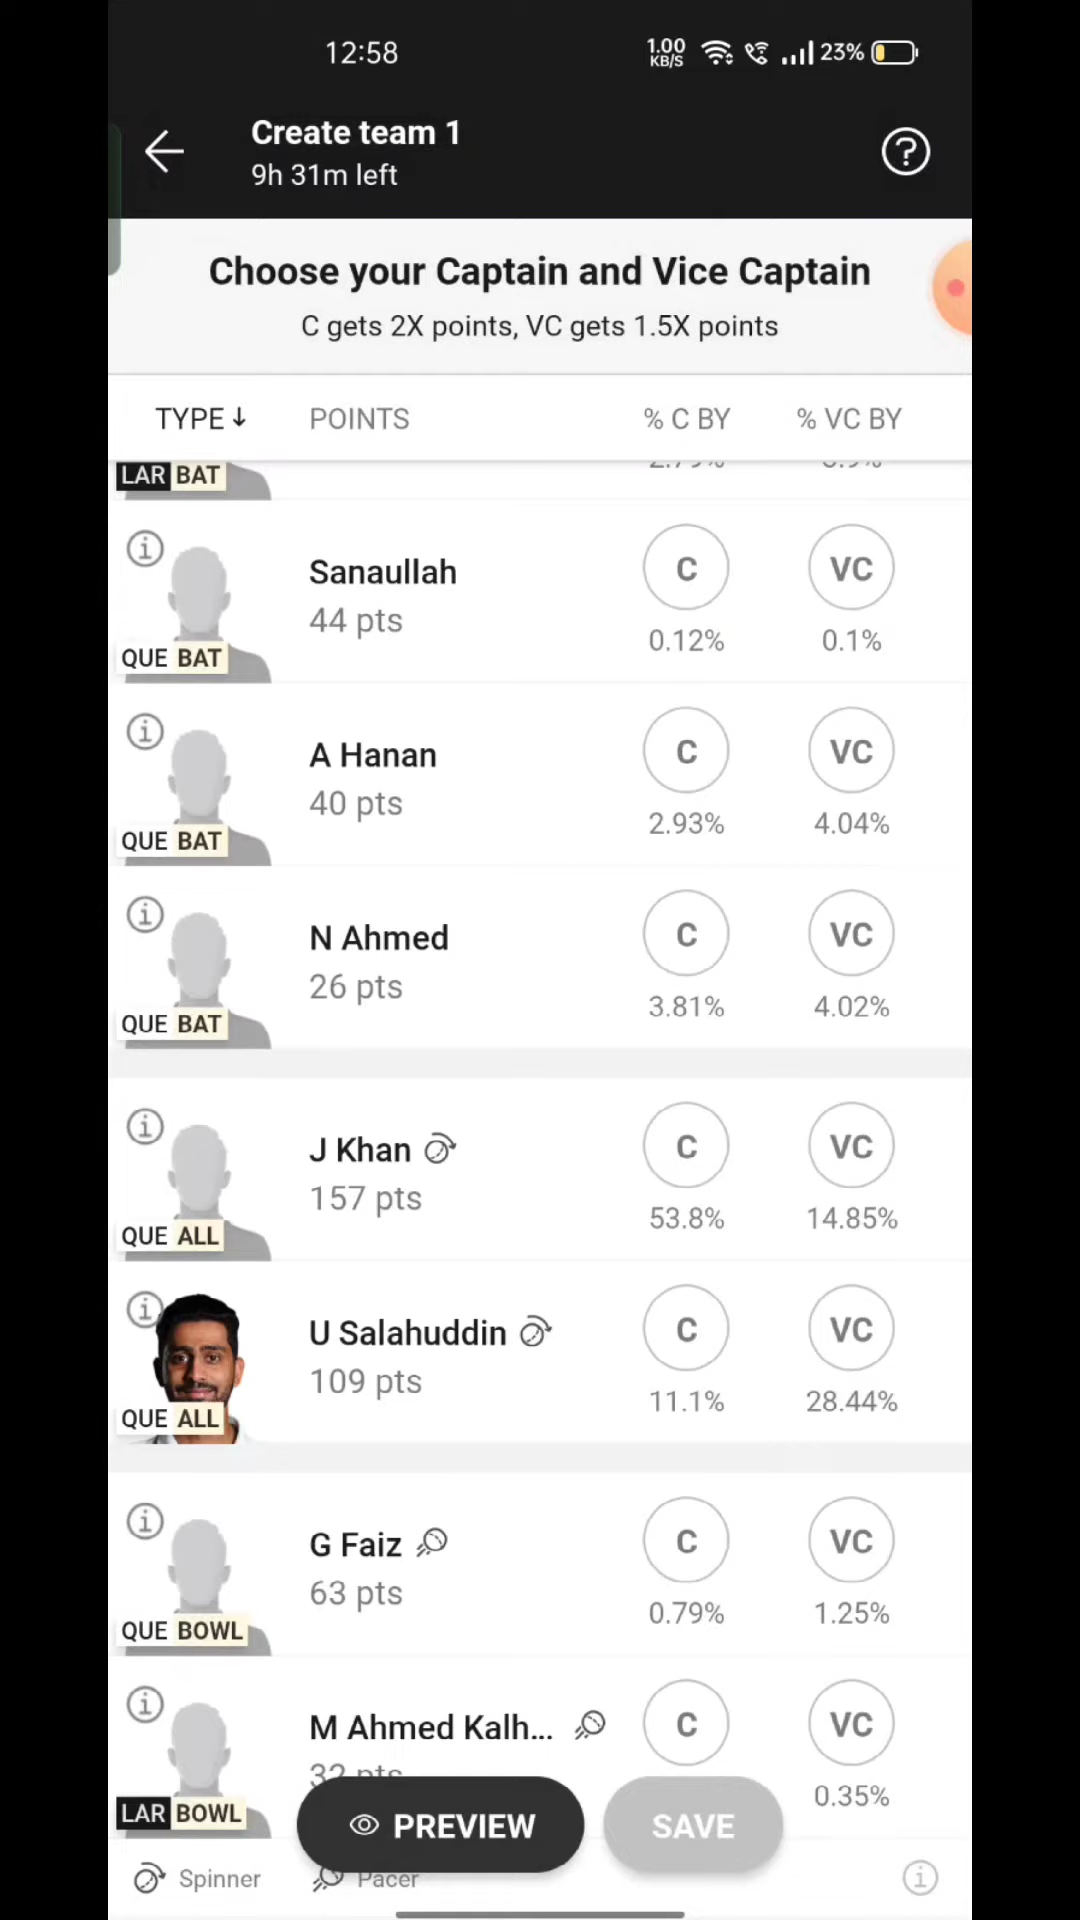 12:58
1.00 KB/S
23%
Create team 1
9h 31m left
Choose your Captain and Vice Captain
C gets 2X points, VC gets 1.5X points
TYPE↓ POINTS % C BY % VC BY
LAR BAT
Sanaullah
44 pts
QUE BAT
C
0.12%
VC
0.1%
A Hanan
40 pts
QUE BAT
C
2.93%
VC
4.04%
N Ahmed
26 pts
QUE BAT
C
3.81%
VC
4.02%
J Khan
157 pts
QUE ALL
C
53.8%
VC
14.85%
U Salahuddin
109 pts
QUE ALL
C
11.1%
VC
28.44%
G Faiz
63 pts
QUE BOWL
C
0.79%
VC
1.25%
M Ahmed Kalh...
32 pts
LAR BOWL
C
VC
0.35%
PREVIEW
SAVE
Spinner
Pacer